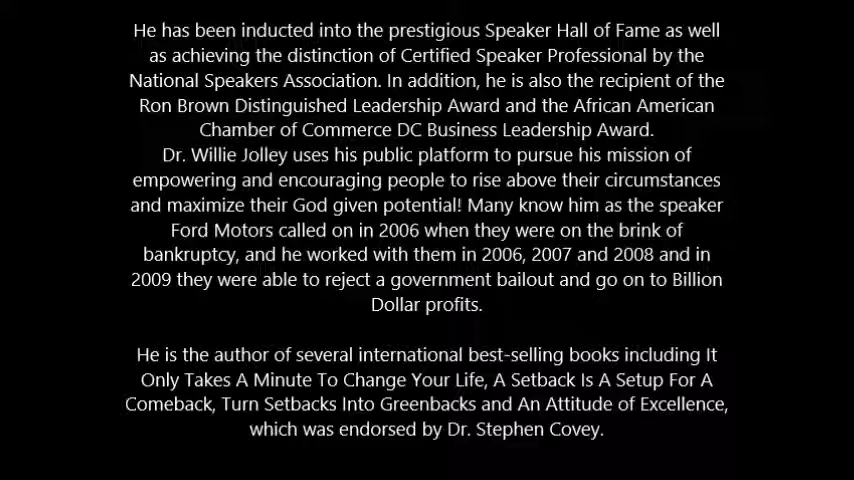 He has been inducted into the prestigious Speaker Hall of Fame as well
as achieving the distinction of Certified Speaker Professional by the
National Speakers Association. In addition, he is also the recipient of the
Ron Brown Distinguished Leadership Award and the African American
Chamber of Commerce DC Business Leadership Award.
Dr. Willie Jolley uses his public platform to pursue his mission of
empowering and encouraging people to rise above their circumstances
and maximize their God given potential! Many know him as the speaker
Ford Motors called on in 2006 when they were on the brink of
bankruptcy, and he worked with them in 2006, 2007 and 2008 and in
2009 they were able to reject a government bailout and go on to Billion
Dollar profits.
He is the author of several international best-selling books including It
Only Takes A Minute To Change Your Life, A Setback Is A Setup For A
Comeback, Turn Setbacks Into Greenbacks and An Attitude of Excellence,
which was endorsed by Dr. Stephen Covey.